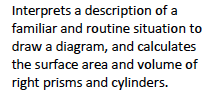 Interprets a description of a
familiar and routine situation to
draw a diagram, and calculates
the surface area and volume of
right prisms and cylinders.